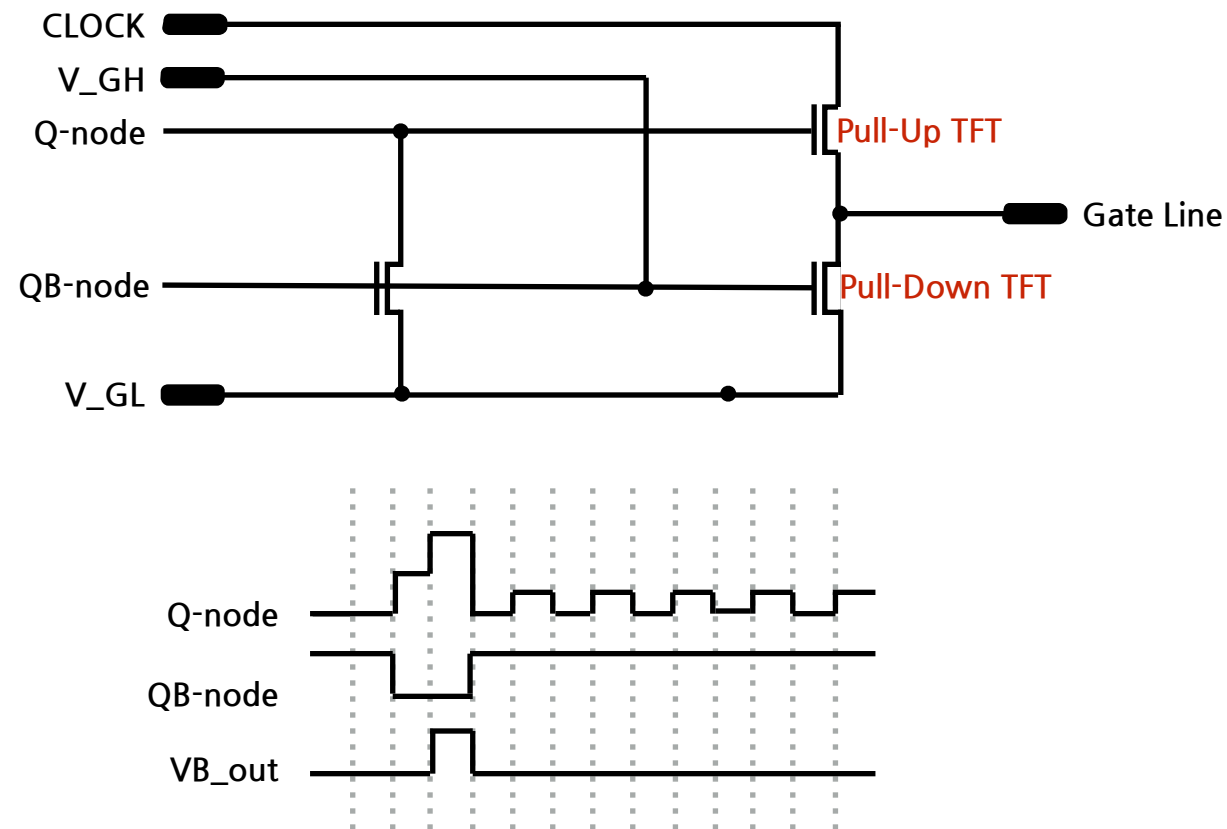 CLOCK
V_GH
Q-node
Pull-Up TFT
Gate Line
QB-node
Pull-Down TFT
V_GL
Q-node
QB-node
VB_out